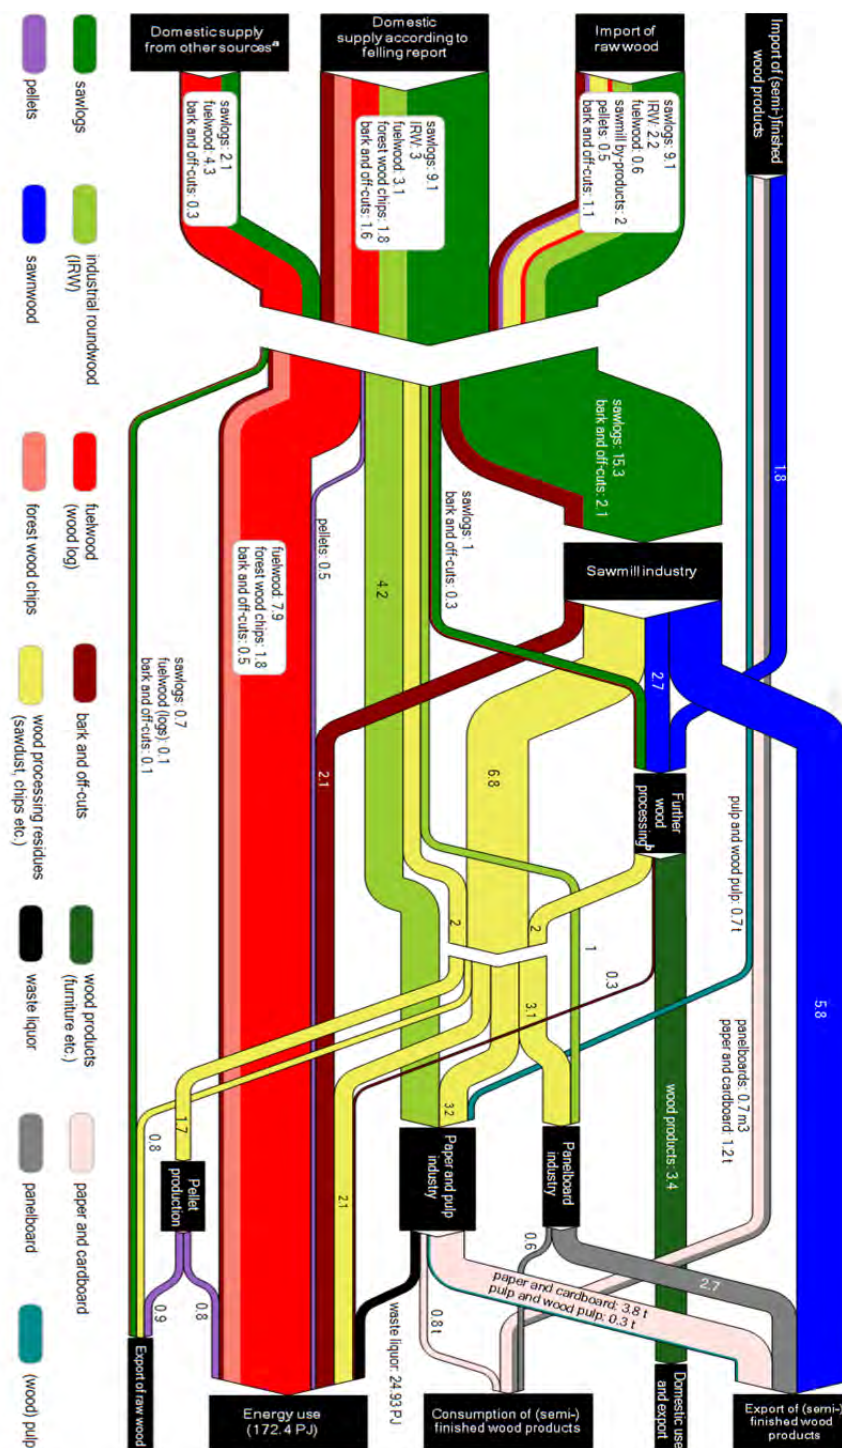 Domestic supply
from other sourcesᵃ
Domestic
supply according to
felling report
Import of
raw wood
Import of (semi-)finished
wood products
sawlogs: 2.1
fuelwood: 4.3
bark and off-cuts: 0.3
sawlogs: 9.1
IRW: 3
fuelwood: 3.1
forest wood chips: 1.8
bark and off-cuts: 1.6
sawlogs: 9.1
IRW: 2.2
fuelwood: 0.6
sawmill by-products: 2
pellets: 0.5
bark and off-cuts: 1.1
1.8
sawlogs: 15.3
bark and off-cuts: 2.1
sawlogs: 1
bark and off-cuts: 0.3
pellets: 0.5
4.2
Sawmill industry
fuelwood: 7.9
forest wood chips: 1.8
bark and off-cuts: 0.5
sawlogs: 0.7
fuelwood (logs): 0.1
bark and off-cuts: 0.1
2.7
6.8
2.1
Further
wood
processingᵇ
pulp and wood pulp: 0.7 t
5.8
2
2
1
0.3
3.1
32
panelboards: 0.7 m3
paper and cardboard: 1.2 t
wood products: 3.4
1.7
0.8
2.1
Pellet
production
Paper and pulp
industry
Panelboard
industry
0.6
2.7
paper and cardboard: 3.8 t
pulp and wood pulp: 0.3 t
0.9
0.8
waste liquor: 24.93 PJ
0.8 t
Export of raw wood
Energy use
(172.4 PJ)
Consumption of (semi-)
finished wood products
Domestic use
and export
Export of (semi-)
finished wood
products
sawlogs
industrial roundwood
(IRW)
fuelwood
(wood log)
bark and off-cuts
wood products
(furniture etc.)
paper and cardboard
pellets
sawnwood
forest wood chips
wood processing residues
(sawdust, chips etc.)
waste liquor
panelboard
(wood) pulp